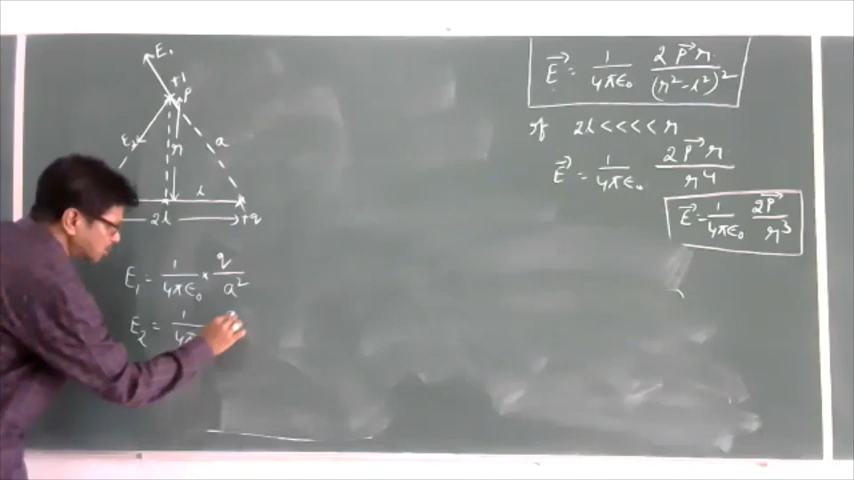 E₁
+1
P
E₂
r
a
l
2l
+q
E₁ = 1/4πε₀ × q/a²
E₂ = 1/4π
E⃗ = 1/4πε₀ 2P⃗r/(r²-l²)²
If 2l <<<< r
E⃗ = 1/4πε₀ 2P⃗r/r⁴
E⃗ = 1/4πε₀ 2P⃗/r³